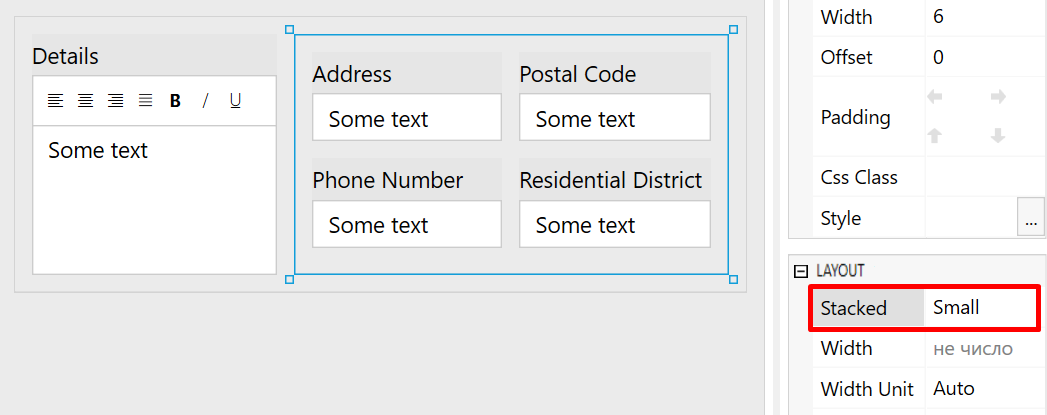 Details
B / U
Some text
Address
Postal Code
Some text
Some text
Phone Number
Residential District
Some text
Some text
Width 6
Offset 0
Padding
Css Class
Style ...
LAYOUT
Stacked Small
Width не число
Width Unit Auto